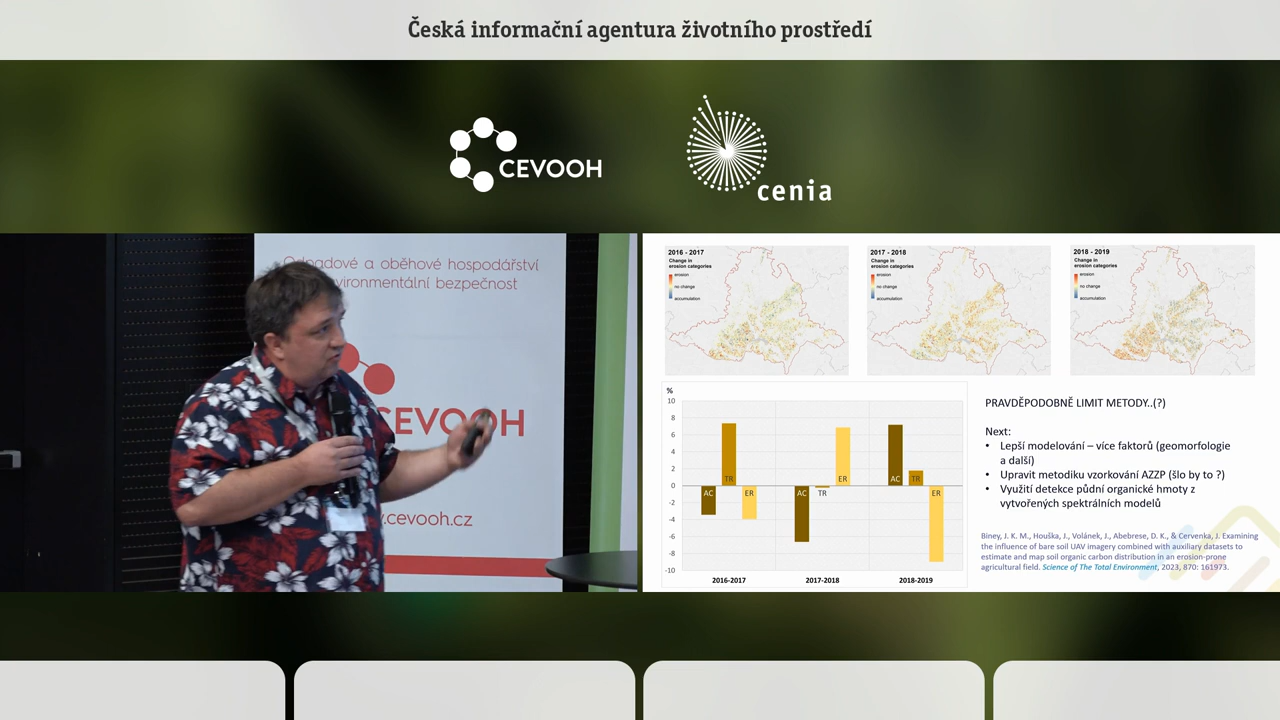 Česká informační agentura životního prostředí
CEVOOH
cenia
Odpadové a oběhové hospodářství
environmentální bezpečnost
CEVOOH
.cevooh.cz
2016 - 2017
Change in
erosion categories
erosion
no change
accumulation
2017 - 2018
Change in
erosion categories
erosion
no change
accumulation
2018 - 2019
Change in
erosion categories
erosion
no change
accumulation
%
10
8
6
4
2
0
-2
-4
-6
-8
-10
AC
TR
ER
AC
TR
ER
AC
TR
ER
2016-2017
2017-2018
2018-2019
PRAVDĚPODOBNĚ LIMIT METODY..(?)
Next:
• Lepší modelování – více faktorů (geomorfologie
a další)
• Upravit metodiku vzorkování AZZP (šlo by to ?)
• Využití detekce půdní organické hmoty z
vytvořených spektrálních modelů
Biney, J. K. M., Houška, J., Volánek, J., Abebrese, D. K., & Cervenka, J. Examining
the influence of bare soil UAV imagery combined with auxiliary datasets to
estimate and map soil organic carbon distribution in an erosion-prone
agricultural field. Science of The Total Environment, 2023, 870: 161973.